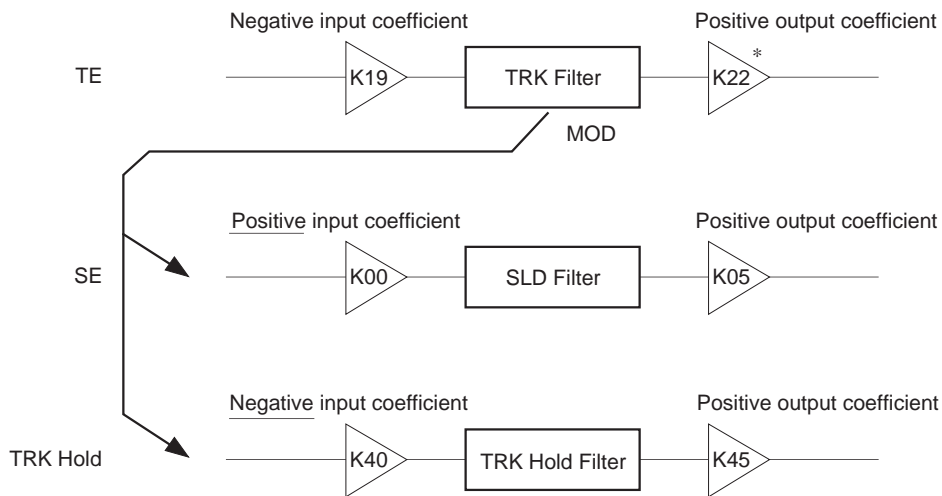 Negative input coefficient
Positive output coefficient
TE
K19
TRK Filter
K22
*
MOD
Positive input coefficient
Positive output coefficient
SE
K00
SLD Filter
K05
Negative input coefficient
Positive output coefficient
TRK Hold
K40
TRK Hold Filter
K45